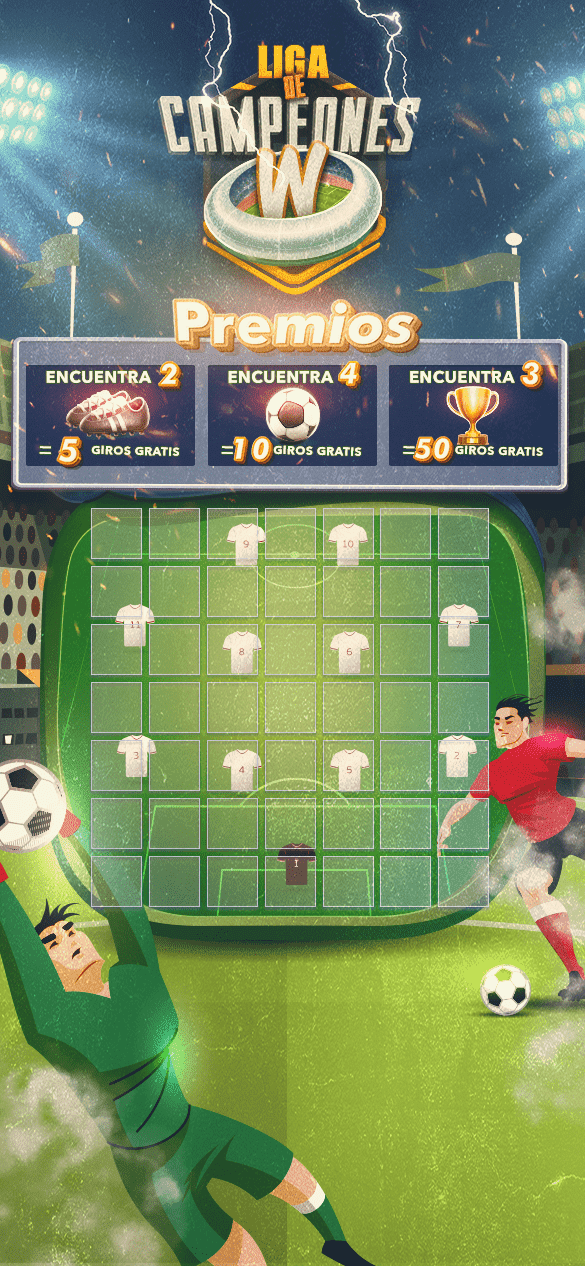 LIGA
DE
CAMPEONES
W
Premios
ENCUENTRA 2
= 5 GIROS GRATIS
ENCUENTRA 4
=10 GIROS GRATIS
ENCUENTRA 3
=50 GIROS GRATIS
9
10
11
7
8
6
3
4
5
2
1